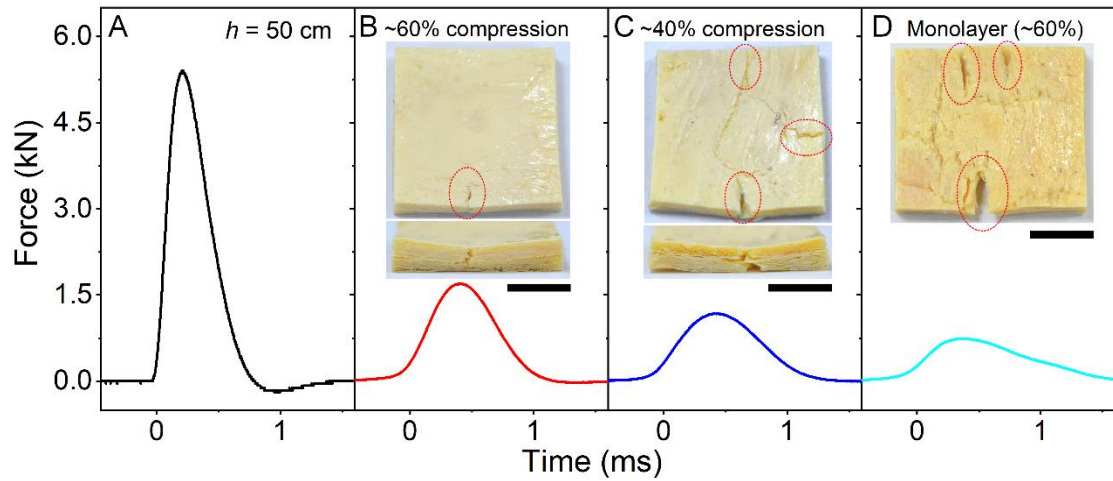 A
h = 50 cm
B ~60% compression
C ~40% compression
D Monolayer (~60%)
6.0
4.5
3.0
1.5
0.0
Force (kN)
0 1 0 1 0 1 0 1
Time (ms)